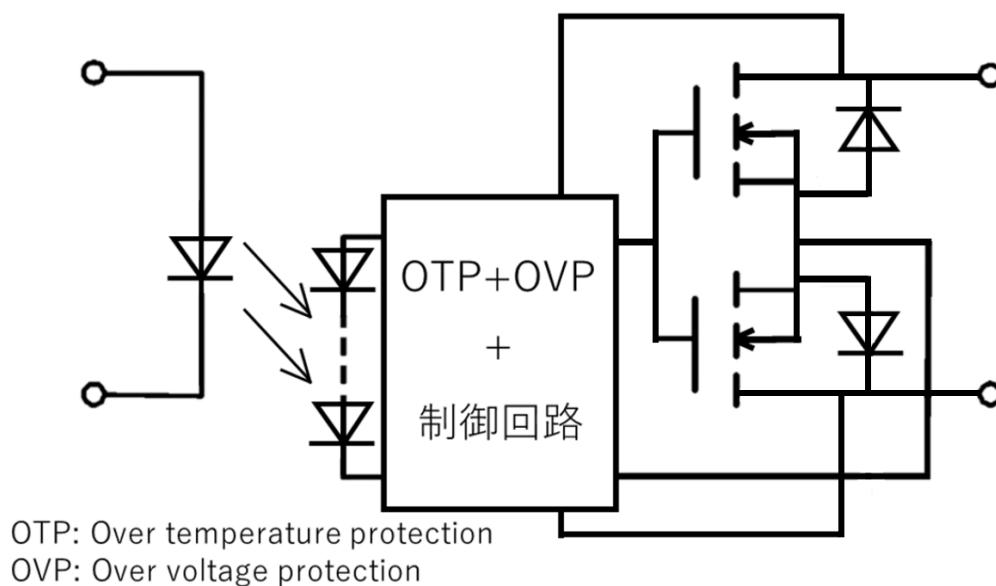 OTP+OVP
+
制御回路
OTP: Over temperature protection
OVP: Over voltage protection